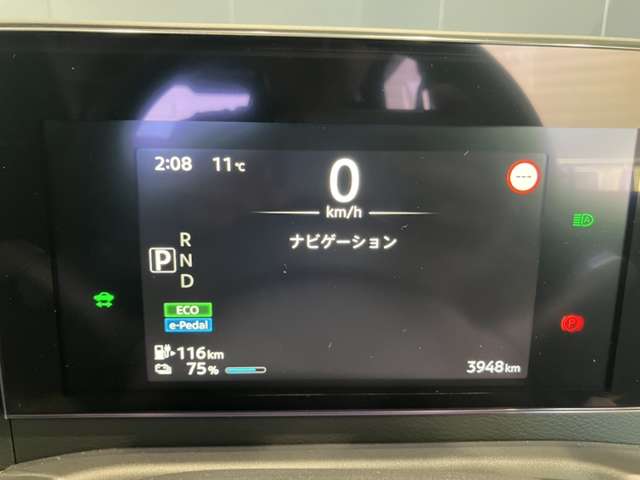 2:08 11℃
0
---
km/h
ナビゲーション
R
P N
D
ECO
e-Pedal
116km
75%
3948km
A
P